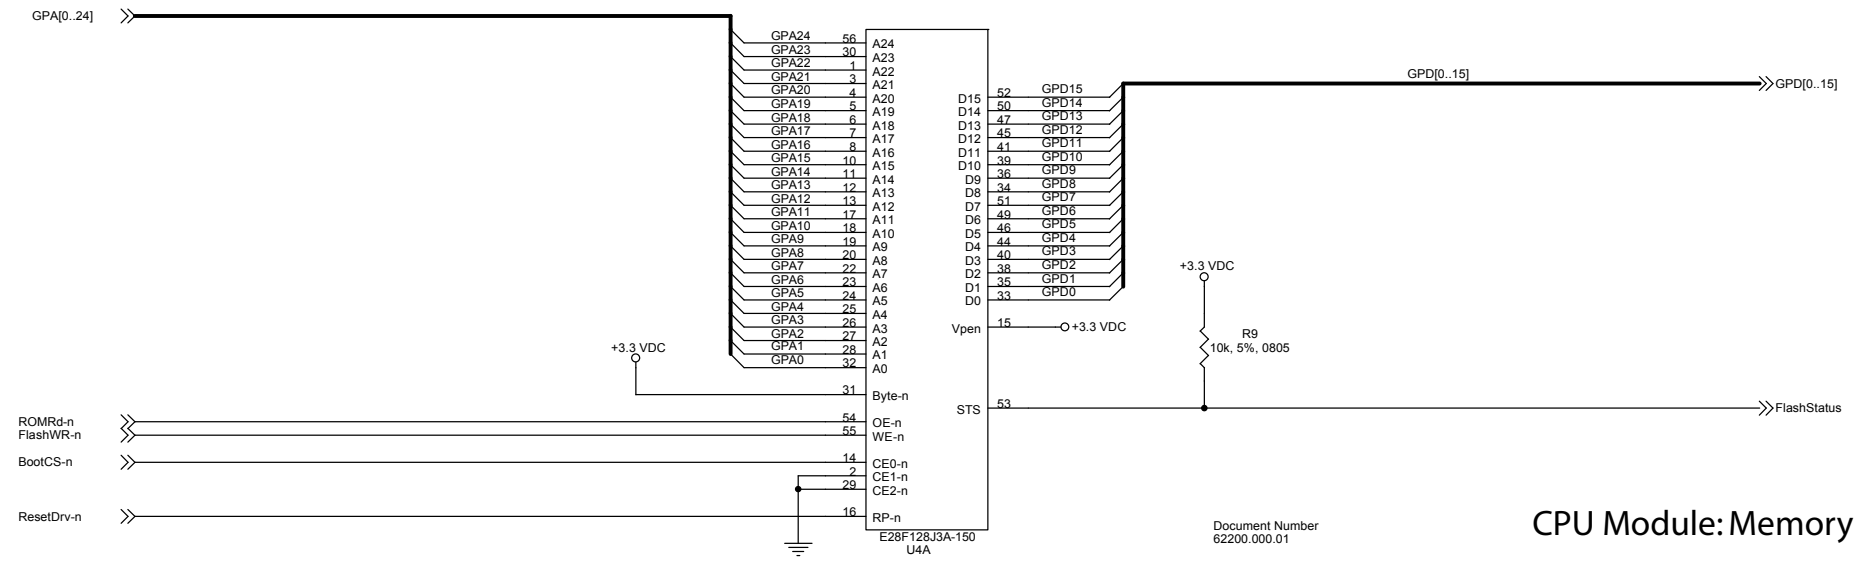 GPA[0..24]
GPA24 56 A24
GPA23 30 A23
GPA22 1 A22
GPA21 3 A21
GPA20 4 A20
GPA19 5 A19
GPA18 6 A18
GPA17 7 A17
GPA16 8 A16
GPA15 10 A15
GPA14 11 A14
GPA13 12 A13
GPA12 13 A12
GPA11 17 A11
GPA10 18 A10
GPA9 19 A9
GPA8 20 A8
GPA7 22 A7
GPA6 23 A6
GPA5 24 A5
GPA4 25 A4
GPA3 26 A3
GPA2 27 A2
GPA1 28 A1
GPA0 32 A0
+3.3 VDC
31 Byte-n
ROMRd-n 54 OE-n
FlashWR-n 55 WE-n
BootCS-n 14 CE0-n
2 CE1-n
29 CE2-n
ResetDrv-n 16 RP-n
E28F128J3A-150
U4A
GPD[0..15]
GPD[0..15]
D15 52 GPD15
D14 50 GPD14
D13 47 GPD13
D12 45 GPD12
D11 41 GPD11
D10 39 GPD10
D9 36 GPD9
D8 34 GPD8
D7 51 GPD7
D6 49 GPD6
D5 46 GPD5
D4 44 GPD4
D3 40 GPD3
D2 38 GPD2
D1 35 GPD1
D0 33 GPD0
Vpen 15 +3.3 VDC
+3.3 VDC
R9
10k, 5%, 0805
STS 53 FlashStatus
Document Number
62200.000.01
CPU Module: Memory